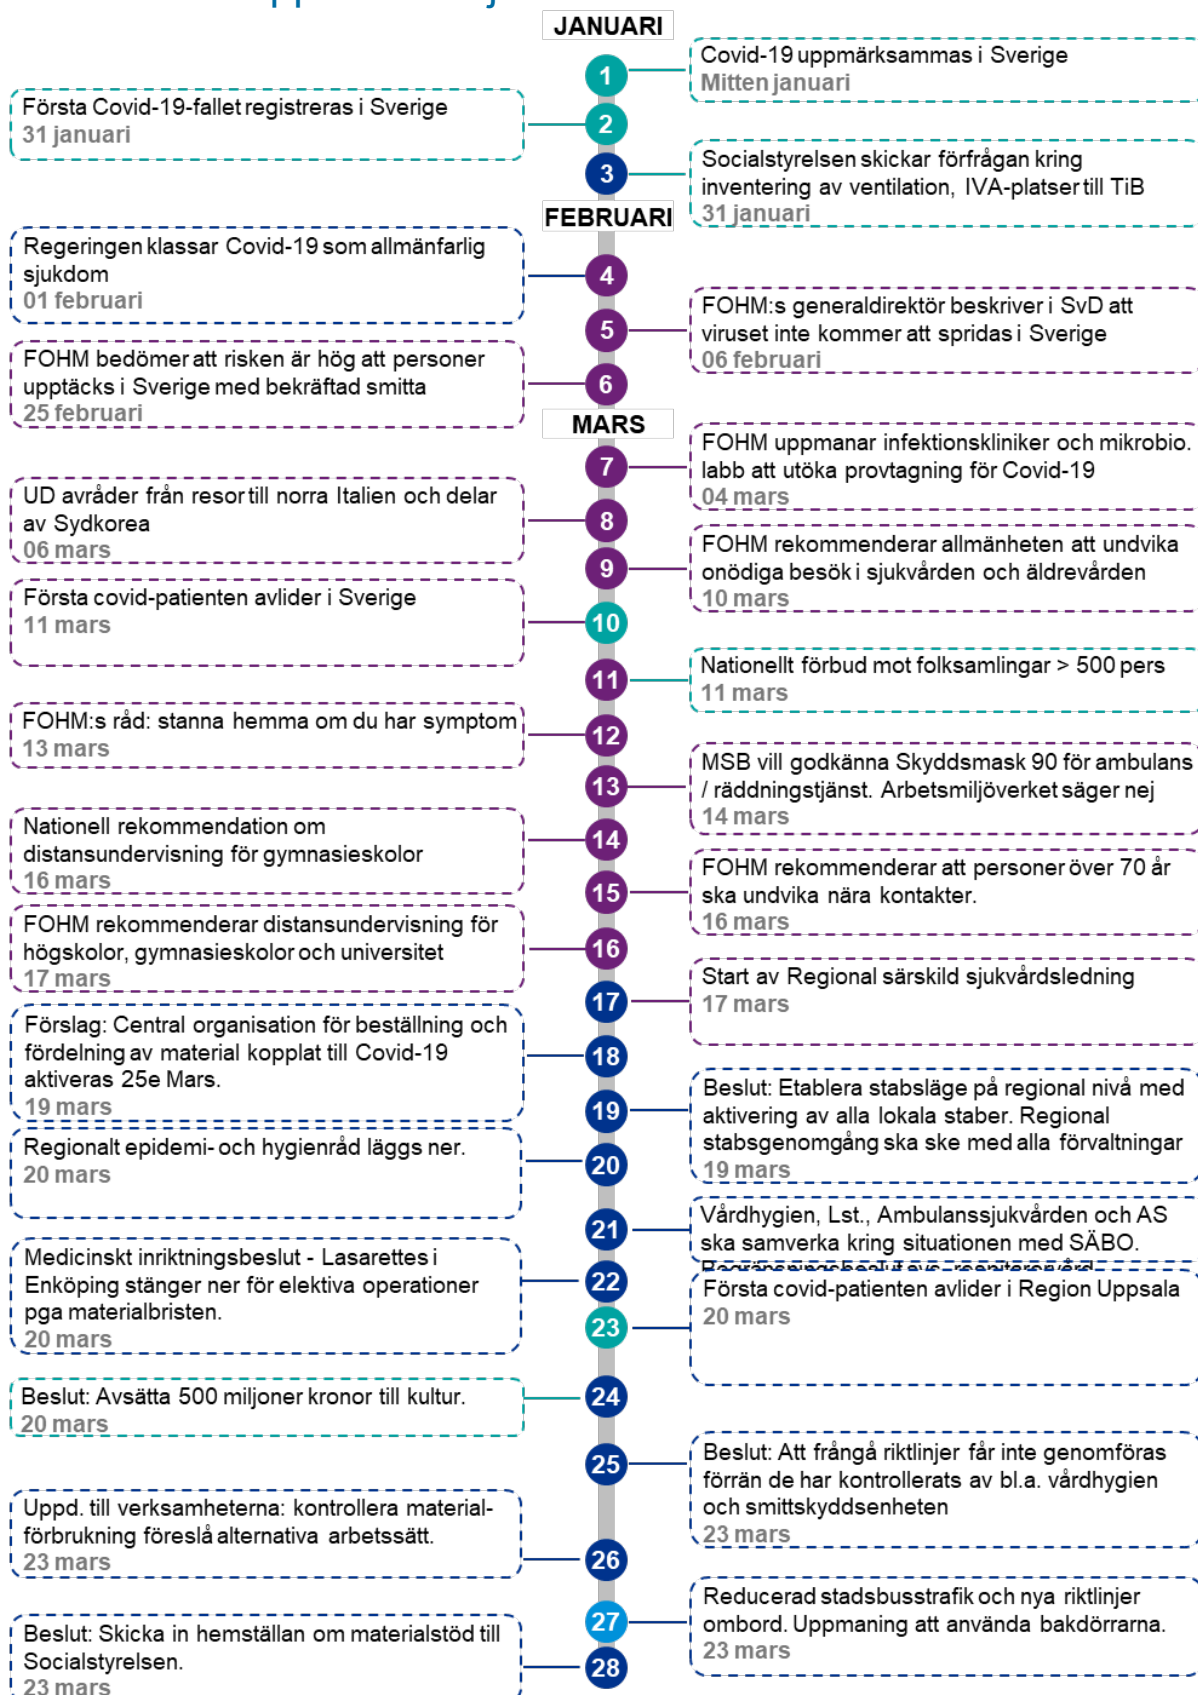 JANUARI
1
Covid-19 uppmärksammas i Sverige
Mitten januari
Första Covid-19-fallet registreras i Sverige
31 januari
2
3
Socialstyrelsen skickar förfrågan kring
inventering av ventilation, IVA-platser till TiB
31 januari
FEBRUARI
Regeringen klassar Covid-19 som allmänfarlig
sjukdom
01 februari
4
5
FOHM:s generaldirektör beskriver i SvD att
viruset inte kommer att spridas i Sverige
06 februari
FOHM bedömer att risken är hög att personer
upptäcks i Sverige med bekräftad smitta
25 februari
6
MARS
7
FOHM uppmanar infektionskliniker och mikrobio.
labb att utöka provtagning för Covid-19
04 mars
UD avråder från resor till norra Italien och delar
av Sydkorea
06 mars
8
9
FOHM rekommenderar allmänheten att undvika
onödiga besök i sjukvården och äldrevården
10 mars
Första covid-patienten avlider i Sverige
11 mars
10
11
Nationellt förbud mot folksamlingar > 500 pers
11 mars
FOHM:s råd: stanna hemma om du har symptom
13 mars
12
13
MSB vill godkänna Skyddsmask 90 för ambulans
/ räddningstjänst. Arbetsmiljöverket säger nej
14 mars
Nationell rekommendation om
distansundervisning för gymnasieskolor
16 mars
14
15
FOHM rekommenderar att personer över 70 år
ska undvika nära kontakter.
16 mars
FOHM rekommenderar distansundervisning för
högskolor, gymnasieskolor och universitet
17 mars
16
17
Start av Regional särskild sjukvårdsledning
17 mars
Förslag: Central organisation för beställning och
fördelning av material kopplat till Covid-19
aktiveras 25e Mars.
19 mars
18
19
Beslut: Etablera stabsläge på regional nivå med
aktivering av alla lokala staber. Regional
stabsgenomgång ska ske med alla förvaltningar
19 mars
Regionalt epidemi- och hygienråd läggs ner.
20 mars
20
21
Vårdhygien, Lst., Ambulanssjukvården och AS
ska samverka kring situationen med SÄBO.
Medicinskt inriktningsbeslut - Lasarettes i
Enköping stänger ner för elektiva operationer
pga materialbristen.
20 mars
22
23
Första covid-patienten avlider i Region Uppsala
20 mars
Beslut: Avsätta 500 miljoner kronor till kultur.
20 mars
24
25
Beslut: Att frångå riktlinjer får inte genomföras
förrän de har kontrollerats av bl.a. vårdhygien
och smittskyddsenheten
23 mars
Uppd. till verksamheterna: kontrollera material-
förbrukning föreslå alternativa arbetssätt.
23 mars
26
27
Reducerad stadsbusstrafik och nya riktlinjer
ombord. Uppmaning att använda bakdörrarna.
23 mars
Beslut: Skicka in hemställan om materialstöd till
Socialstyrelsen.
23 mars
28